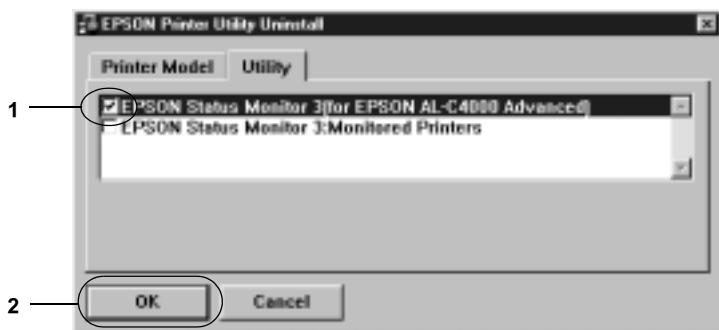 EPSON Printer Utility Uninstall
Printer Model Utility
1
EPSON Status Monitor 3(for EPSON AL-C4000 Advanced)
EPSON Status Monitor 3:Monitored Printers
2
OK Cancel